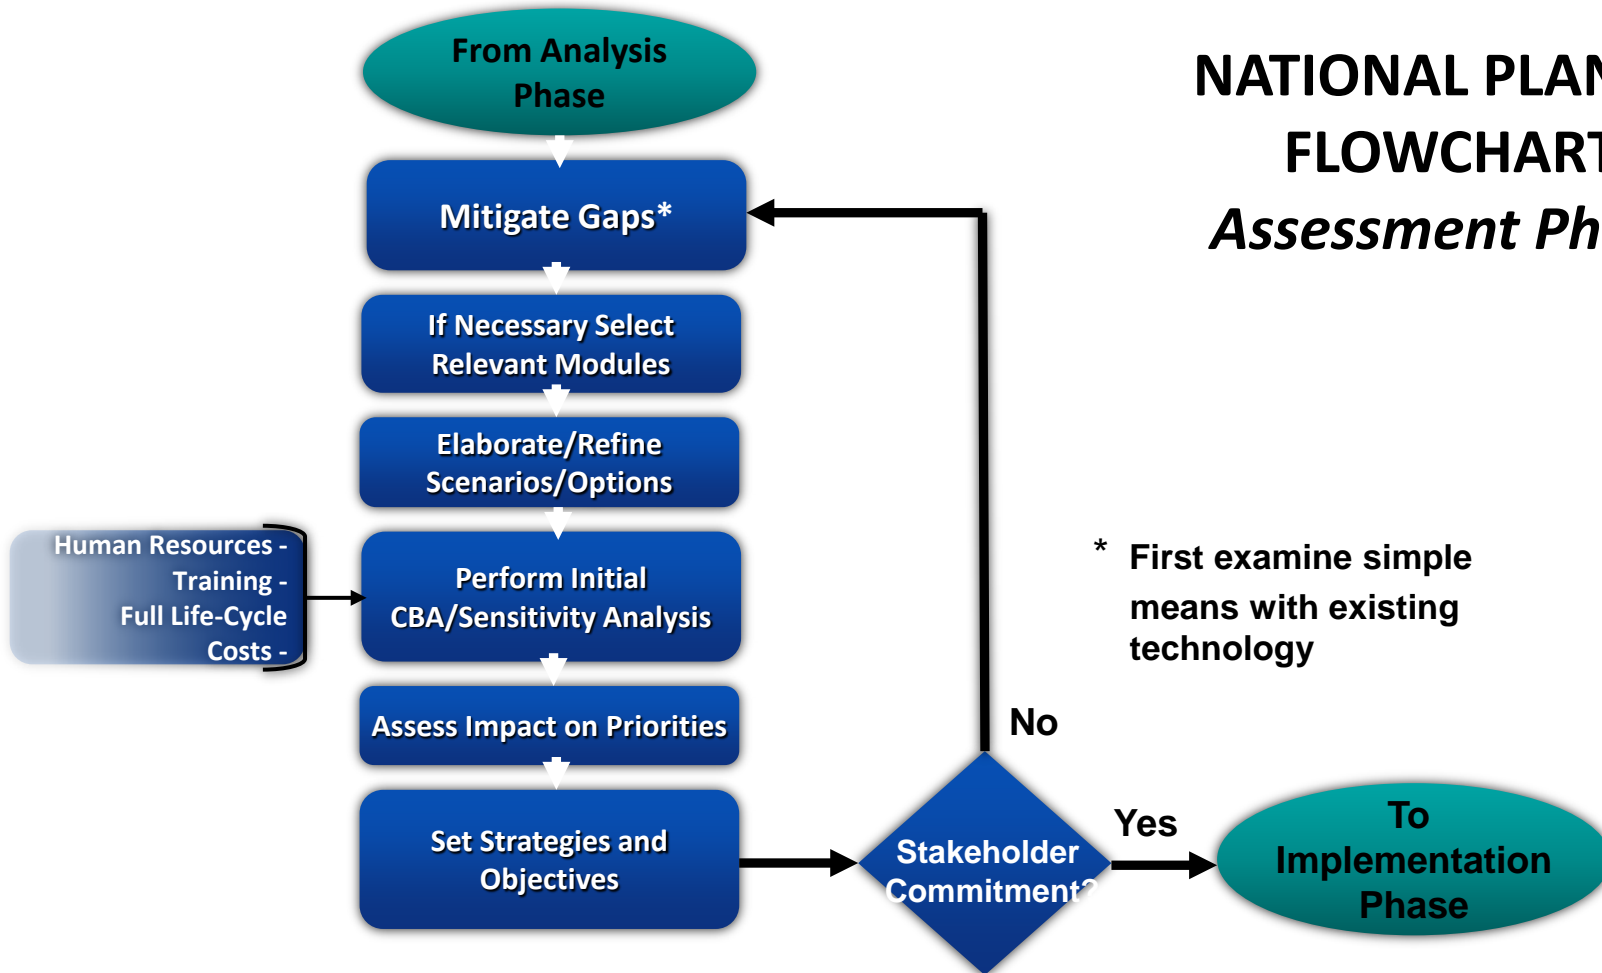 From Analysis
Phase
NATIONAL PLAN
FLOWCHART
Assessment Ph
Mitigate Gaps*
If Necessary Select
Relevant Modules
Elaborate/Refine
Scenarios/Options
Human Resources -
Training -
Full Life-Cycle
Costs -
Perform Initial
CBA/Sensitivity Analysis
* First examine simple
means with existing
technology
Assess Impact on Priorities
No
Set Strategies and
Objectives
Stakeholder
Commitment?
Yes
To
Implementation
Phase